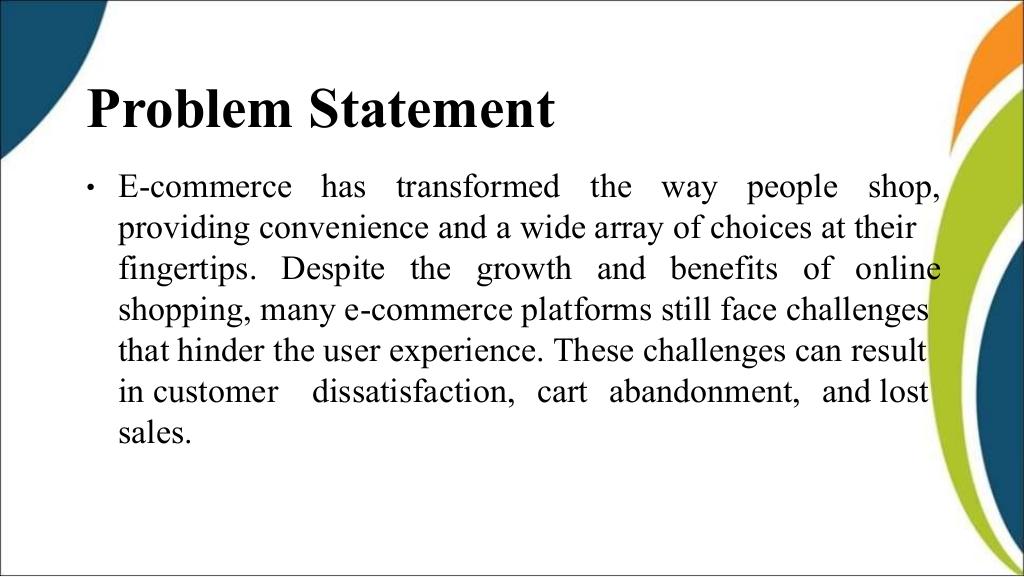 Problem Statement
• E-commerce has transformed the way people shop,
providing convenience and a wide array of choices at their
fingertips. Despite the growth and benefits of online
shopping, many e-commerce platforms still face challenges
that hinder the user experience. These challenges can result
in customer dissatisfaction, cart abandonment, and lost
sales.